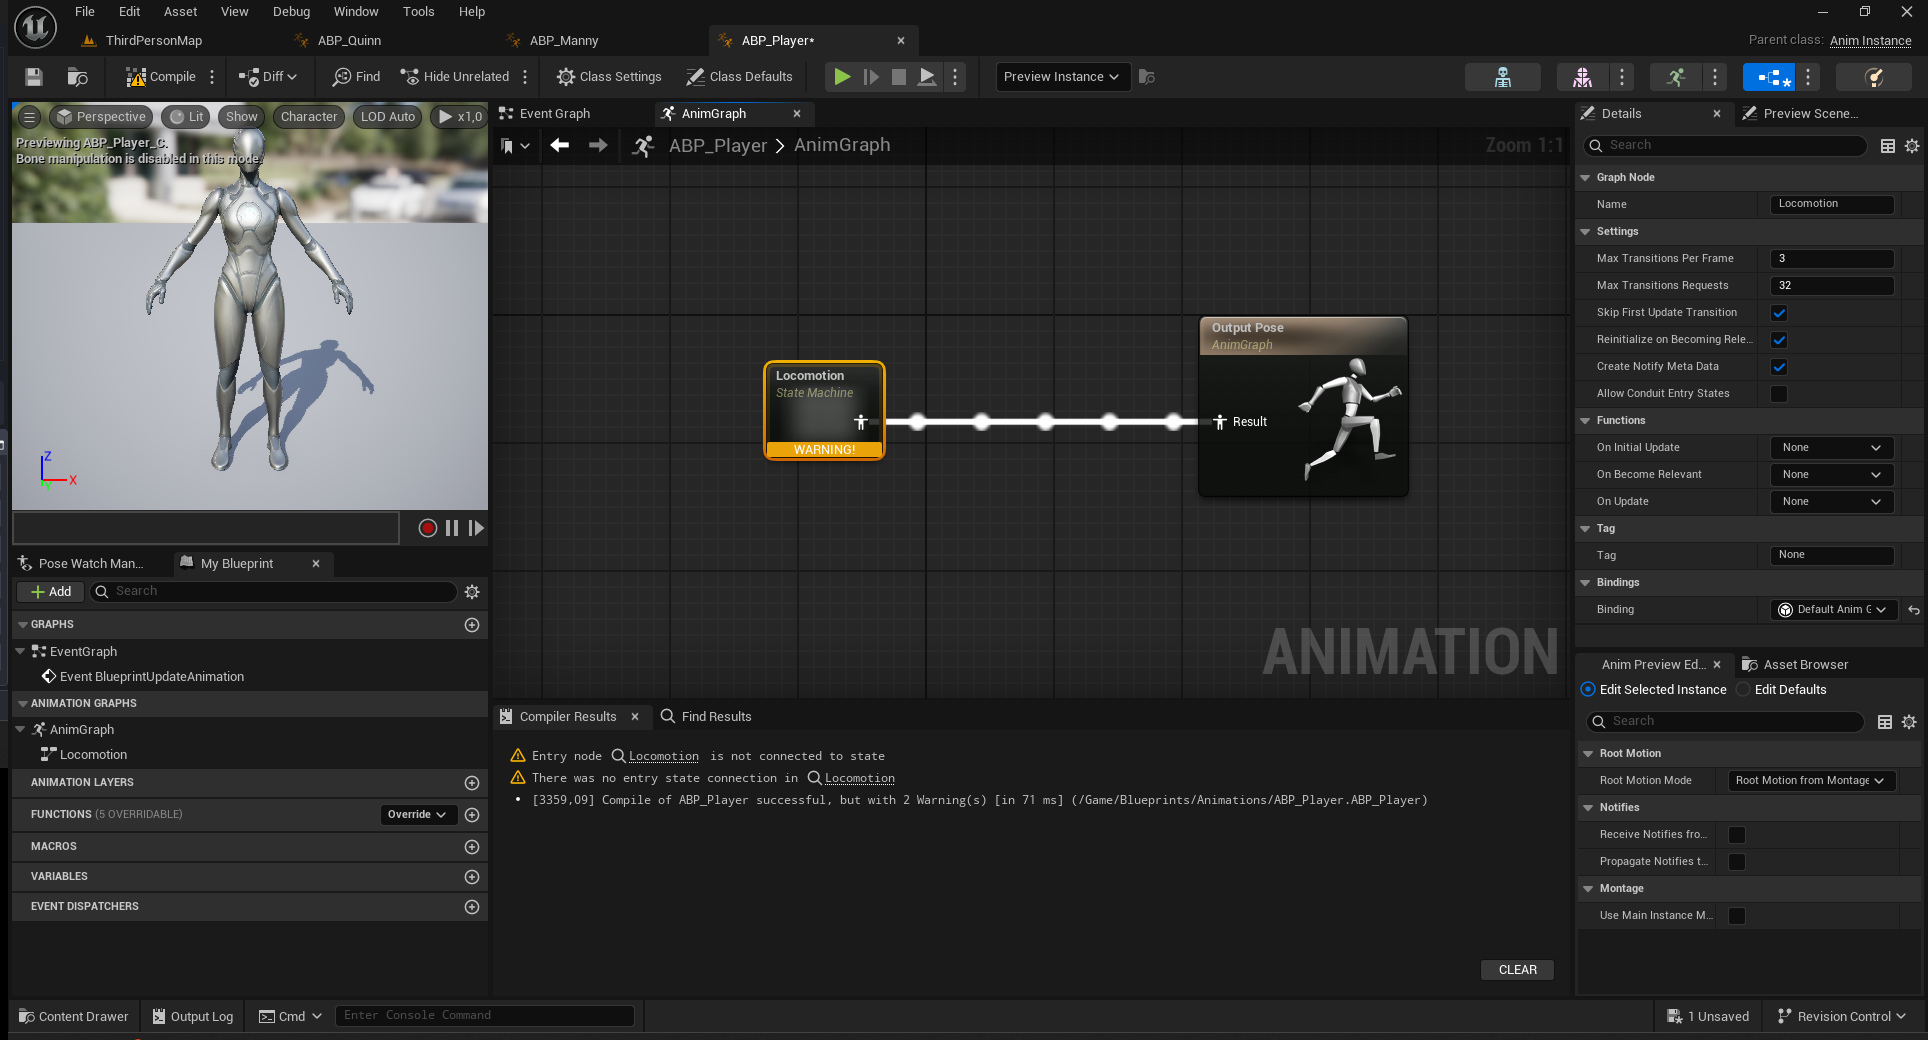 File Edit Asset View Debug Window Tools Help
ThirdPersonMap
ABP_Quinn
ABP_Manny
ABP_Player*
Parent class: Anim Instance
Compile
Diff
Find
Hide Unrelated
Class Settings
Class Defaults
Preview Instance
Perspective
Lit
Show
Character
LOD Auto
x1,0
Previewing ABP_Player_C.
Bone manipulation is disabled in this mode.
Z
X
Y
Event Graph
AnimGraph
ABP_Player > AnimGraph
Zoom 1:1
Locomotion
State Machine
WARNING!
Output Pose
AnimGraph
Result
ANIMATION
Pose Watch Man...
My Blueprint
Add
Search
GRAPHS
EventGraph
Event BlueprintUpdateAnimation
ANIMATION GRAPHS
AnimGraph
Locomotion
ANIMATION LAYERS
FUNCTIONS (5 OVERRIDABLE)
Override
MACROS
VARIABLES
EVENT DISPATCHERS
Compiler Results
Find Results
Entry node Locomotion is not connected to state
There was no entry state connection in Locomotion
[3359,09] Compile of ABP_Player successful, but with 2 Warning(s) [in 71 ms] (/Game/Blueprints/Animations/ABP_Player.ABP_Player)
CLEAR
Details
Preview Scene...
Search
Graph Node
Name Locomotion
Settings
Max Transitions Per Frame 3
Max Transitions Requests 32
Skip First Update Transition
Reinitialize on Becoming Rele...
Create Notify Meta Data
Allow Conduit Entry States
Functions
On Initial Update None
On Become Relevant None
On Update None
Tag
Tag None
Bindings
Binding Default Anim G
Anim Preview Ed...
Asset Browser
Edit Selected Instance
Edit Defaults
Search
Root Motion
Root Motion Mode Root Motion from Montage
Notifies
Receive Notifies fro...
Propagate Notifies t...
Montage
Use Main Instance M...
Content Drawer
Output Log
Cmd
Enter Console Command
1 Unsaved
Revision Control